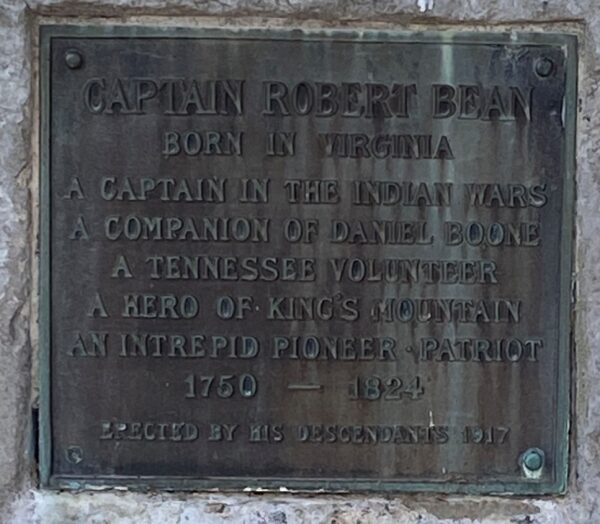 CAPTAIN ROBERT BEAN
BORN IN VIRGINIA
A CAPTAIN IN THE INDIAN WARS
A COMPANION OF DANIEL BOONE
A TENNESSEE VOLUNTEER
A HERO OF KING'S MOUNTAIN
AN INTREPID PIONEER · PATRIOT
1750 — 1824
ERECTED BY HIS DESCENDANTS 1917